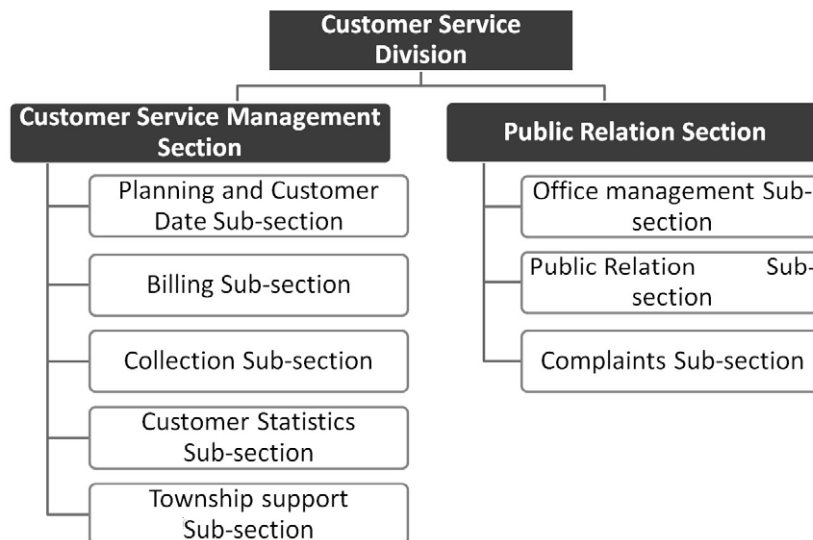 Customer Service
Division
Customer Service Management
Section
Planning and Customer
Date Sub-section
Billing Sub-section
Collection Sub-section
Customer Statistics
Sub-section
Township support
Sub-section
Public Relation Section
Office management Sub-
section
Public Relation Sub-
section
Complaints Sub-section